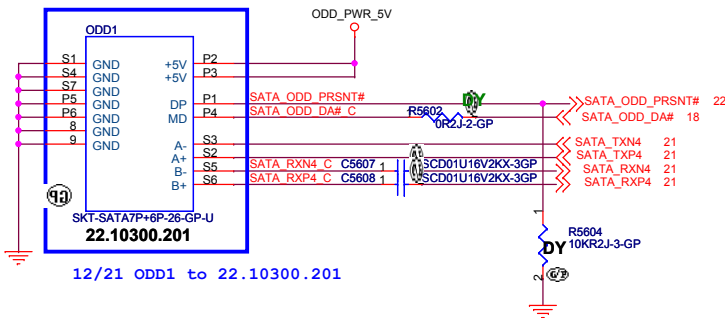 ODD_PWR_5V
ODD1
S1 GND +5V P2
S4 GND +5V P3
S7 GND
P5 GND DP P1 SATA_ODD_PRSNT# DY SATA_ODD_PRSNT# 22
P6 GND MD P4 SATA_ODD_DA#_C R5602 SATA_ODD_DA# 18
8 GND 0R2J-2-GP
9 GND A- S3 SATA_TXN4 21
A+ S2 SATA_TXP4 21
B- S5 SATA_RXN4_C C5607 1 SCD01U16V2KX-3GP SATA_RXN4 21
B+ S6 SATA_RXP4_C C5608 1 SCD01U16V2KX-3GP SATA_RXP4 21
GP
SKT-SATA7P+6P-26-GP-U
22.10300.201
1
R5604
DY 10KR2J-3-GP
2
12/21 ODD1 to 22.10300.201